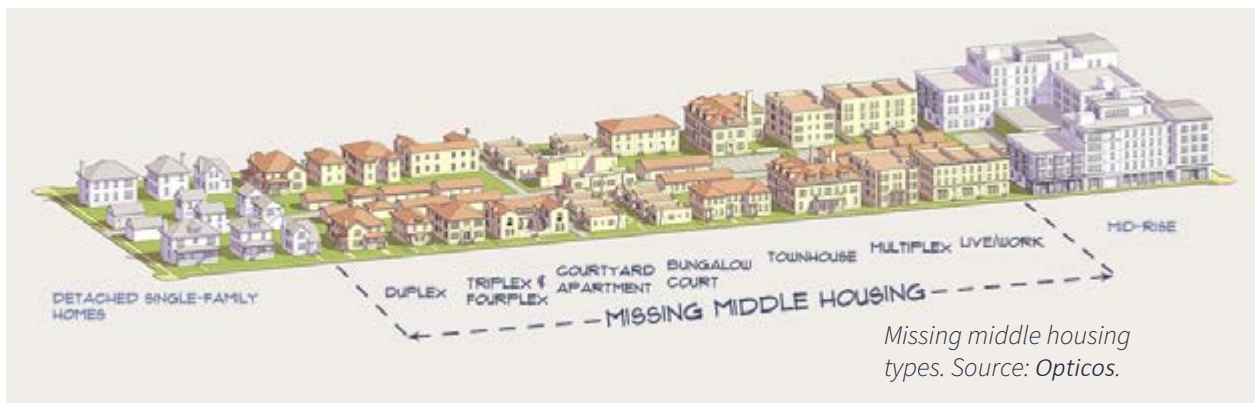 DETACHED SINGLE-FAMILY
HOMES
DUPLEX
TRIPLEX &
FOURPLEX
COURTYARD
APARTMENT
BUNGALOW
COURT
TOWNHOUSE
MULTIPLEX
LIVE/WORK
MID-RISE
MISSING MIDDLE HOUSING
Missing middle housing
types. Source: Opticos.